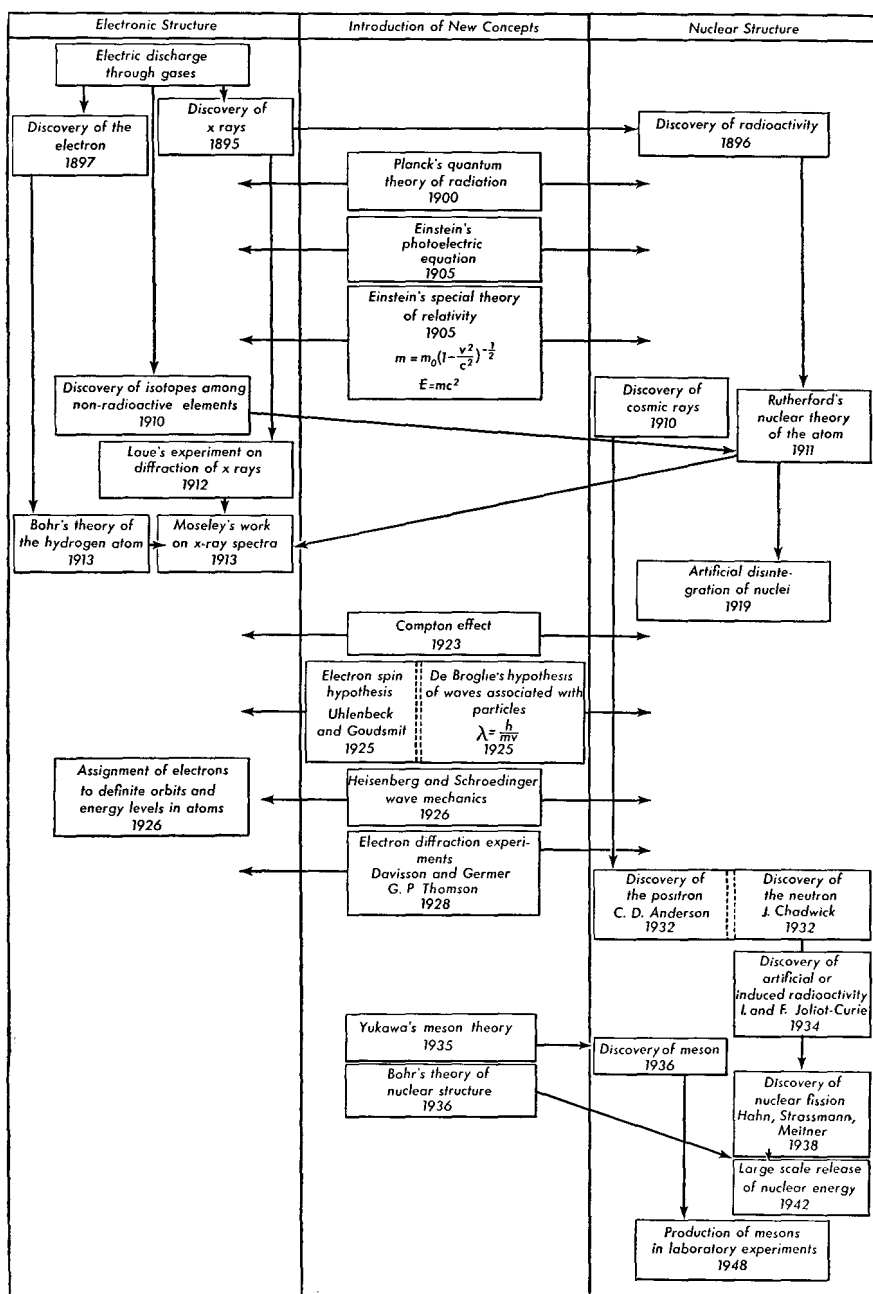 Electronic Structure
Introduction of New Concepts
Nuclear Structure
Electric discharge
through gases
Discovery of the
electron
1897
Discovery of
x rays
1895
Discovery of radioactivity
1896
Planck's quantum
theory of radiation
1900
Einstein's
photoelectric
equation
1905
Einstein's special theory
of relativity
1905
m = m₀(1-v²/c²)^-1/2
E=mc²
Discovery of isotopes among
non-radioactive elements
1910
Discovery of
cosmic rays
1910
Rutherford's
nuclear theory
of the atom
1911
Laue's experiment on
diffraction of x rays
1912
Bohr's theory of
the hydrogen atom
1913
Moseley's work
on x-ray spectra
1913
Artificial disinte-
gration of nuclei
1919
Compton effect
1923
Electron spin
hypothesis
Uhlenbeck
and Goudsmit
1925
De Broglie's hypothesis
of waves associated with
particles
λ=h/mv
1925
Assignment of electrons
to definite orbits and
energy levels in atoms
1926
Heisenberg and Schroedinger
wave mechanics
1926
Electron diffraction experi-
ments
Davisson and Germer
G. P Thomson
1928
Discovery of
the positron
C. D. Anderson
1932
Discovery of
the neutron
J. Chadwick
1932
Discovery of
artificial or
induced radioactivity
I. and F. Joliot-Curie
1934
Yukawa's meson theory
1935
Discovery of meson
1936
Bohr's theory of
nuclear structure
1936
Discovery of
nuclear fission
Hahn, Strassmann,
Meitner
1938
Large scale release
of nuclear energy
1942
Production of mesons
in laboratory experiments
1948